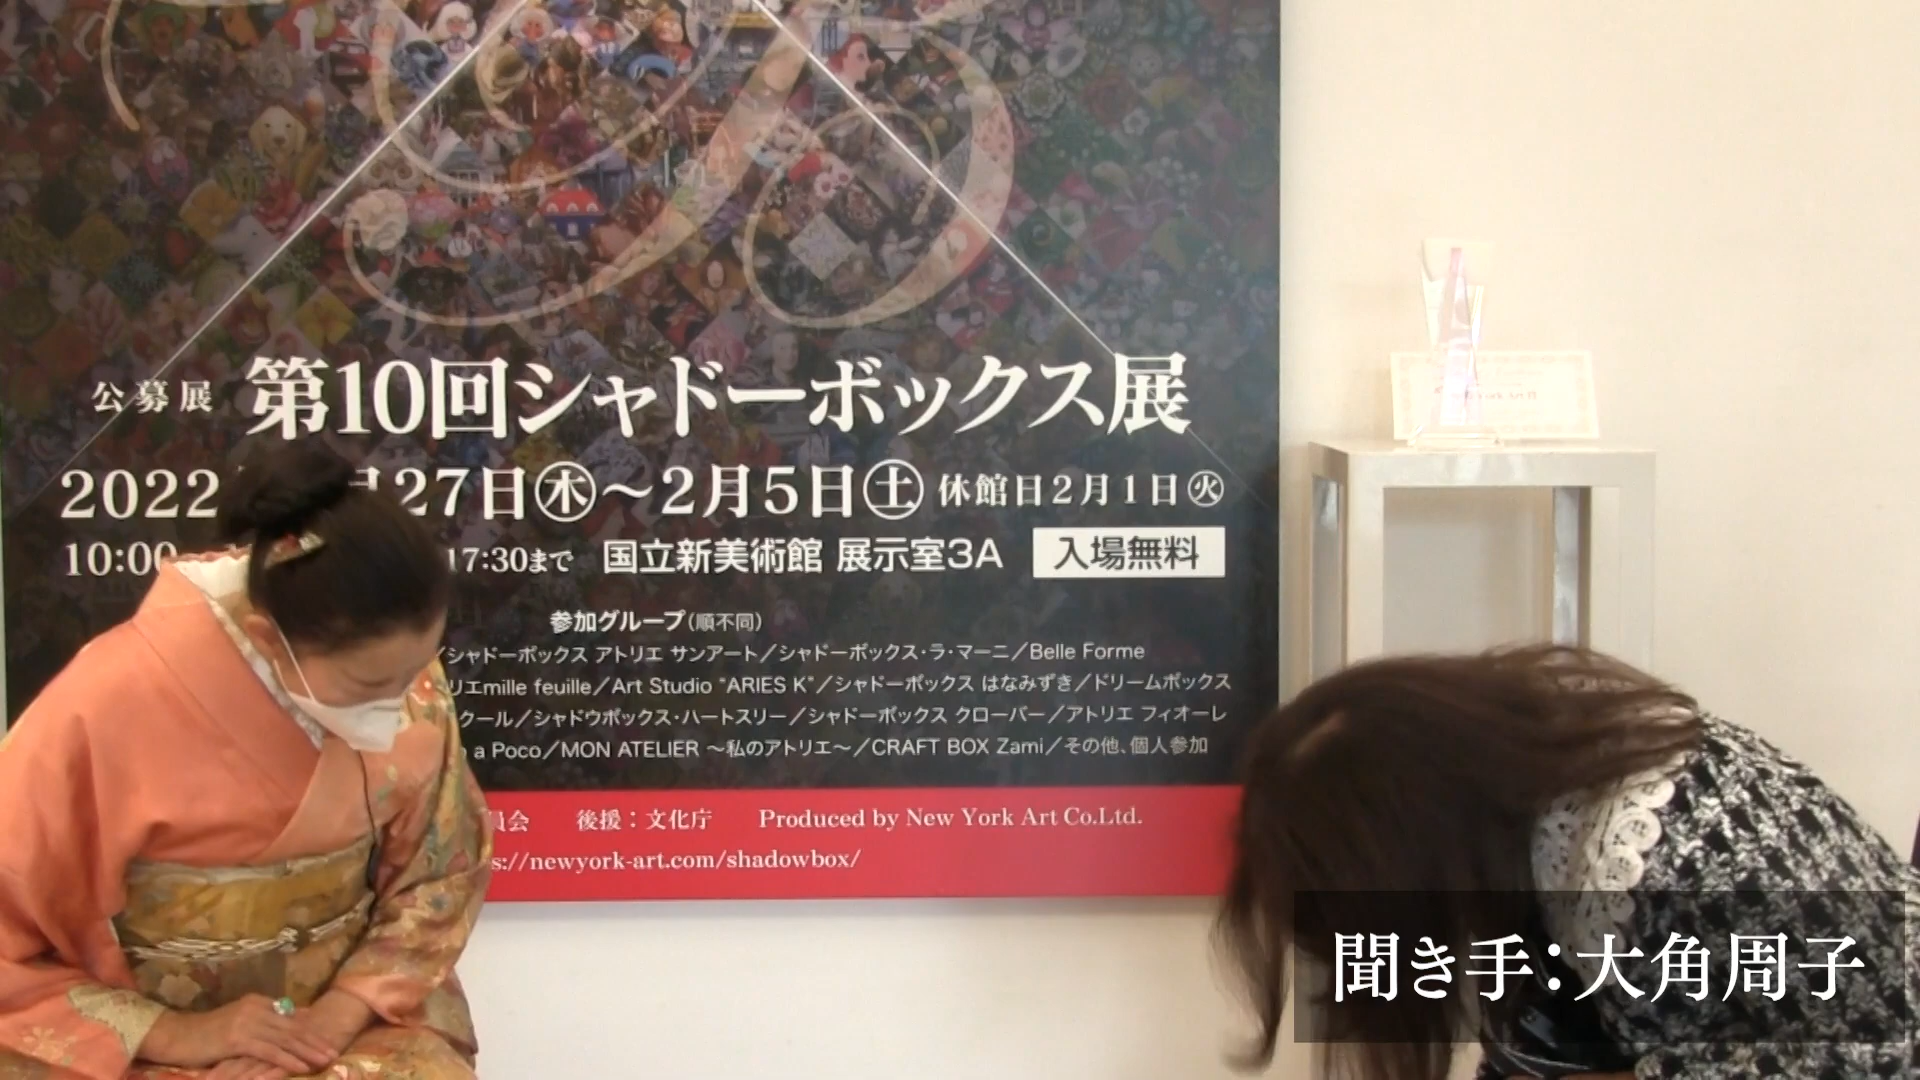 公募展 第10回シャドーボックス展
2022 27日㊍～2月5日㊏ 休館日2月1日㊋
10:00 17:30まで 国立新美術館 展示室3A 入場無料
参加グループ(順不同)
／シャドーボックス アトリエ サンアート／シャドーボックス・ラ・マーニ／Belle Forme
リエmille feuille／Art Studio “ARIES K”／シャドーボックス はなみずき／ドリームボックス
クール／シャドウボックス・ハートスリー／シャドーボックス クローバー／アトリエ フィオーレ
a Poco／MON ATELIER ～私のアトリエ～／CRAFT BOX Zami／その他、個人参加
員会 後援：文化庁 Produced by New York Art Co.Ltd.
s://newyork-art.com/shadowbox/
聞き手：大角周子